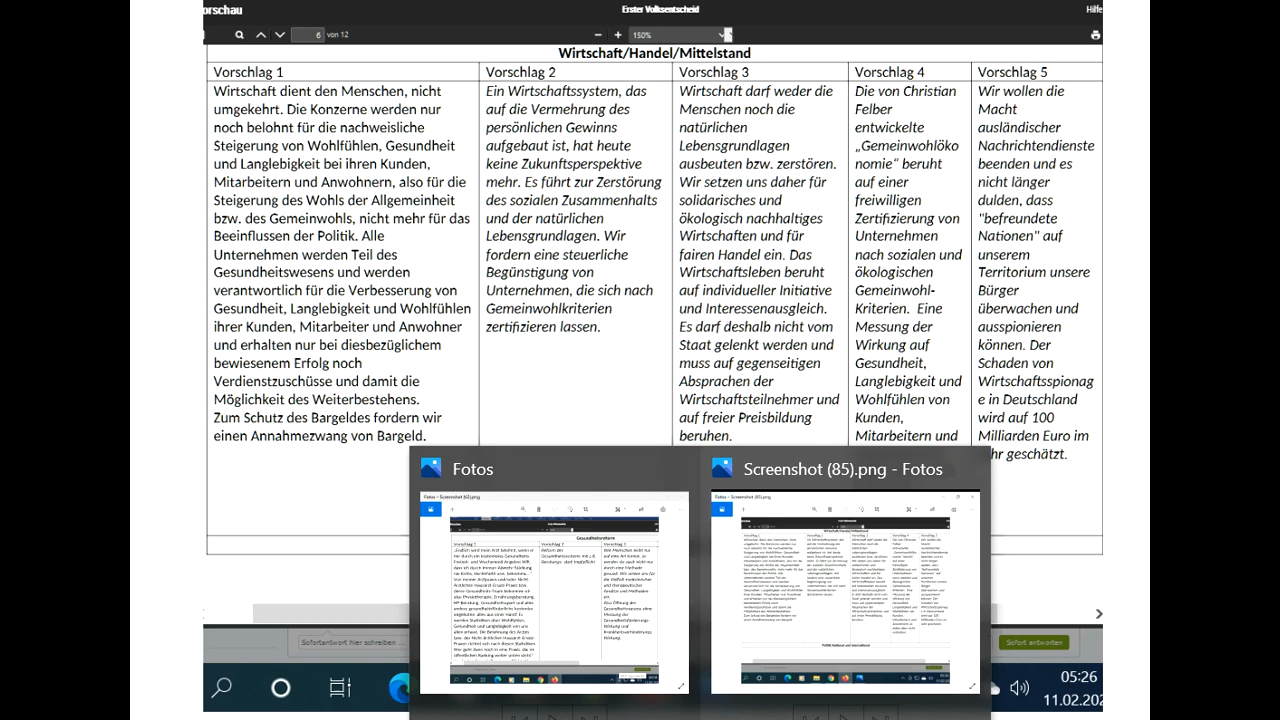 orschau
Erster Volksentscheid
Hilfe
6 von 12
150%
Wirtschaft/Handel/Mittelstand
Vorschlag 1
Wirtschaft dient den Menschen, nicht
umgekehrt. Die Konzerne werden nur
noch belohnt für die nachweisliche
Steigerung von Wohlfühlen, Gesundheit
und Langlebigkeit bei ihren Kunden,
Mitarbeitern und Anwohnern, also für die
Steigerung des Wohls der Allgemeinheit
bzw. des Gemeinwohls, nicht mehr für das
Beeinflussen der Politik. Alle
Unternehmen werden Teil des
Gesundheitswesens und werden
verantwortlich für die Verbesserung von
Gesundheit, Langlebigkeit und Wohlfühlen
ihrer Kunden, Mitarbeiter und Anwohner
und erhalten nur bei diesbezüglichem
bewiesenem Erfolg noch
Verdienstzuschüsse und damit die
Möglichkeit des Weiterbestehens.
Zum Schutz des Bargeldes fordern wir
einen Annahmezwang von Bargeld.
Vorschlag 2
Ein Wirtschaftssystem, das
auf die Vermehrung des
persönlichen Gewinns
aufgebaut ist, hat heute
keine Zukunftsperspektive
mehr. Es führt zur Zerstörung
des sozialen Zusammenhalts
und der natürlichen
Lebensgrundlagen. Wir
fordern eine steuerliche
Begünstigung von
Unternehmen, die sich nach
Gemeinwohlkriterien
zertifizieren lassen.
Vorschlag 3
Wirtschaft darf weder die
Menschen noch die
natürlichen
Lebensgrundlagen
ausbeuten bzw. zerstören.
Wir setzen uns daher für
solidarisches und
ökologisch nachhaltiges
Wirtschaften und für
fairen Handel ein. Das
Wirtschaftsleben beruht
auf individueller Initiative
und Interessenausgleich.
Es darf deshalb nicht vom
Staat gelenkt werden und
muss auf gegenseitigen
Absprachen der
Wirtschaftsteilnehmer und
auf freier Preisbildung
beruhen.
Vorschlag 4
Die von Christian
Felber
entwickelte
„Gemeinwohlöko
nomie“ beruht
auf einer
freiwilligen
Zertifizierung von
Unternehmen
nach sozialen und
ökologischen
Gemeinwohl-
Kriterien. Eine
Messung der
Wirkung auf
Gesundheit,
Langlebigkeit und
Wohlfühlen von
Kunden,
Mitarbeitern und
Vorschlag 5
Wir wollen die
Macht
ausländischer
Nachrichtendienste
beenden und es
nicht länger
dulden, dass
"befreundete
Nationen" auf
unserem
Territorium unsere
Bürger
überwachen und
ausspionieren
können. Der
Schaden von
Wirtschaftsspionag
e in Deutschland
wird auf 100
Milliarden Euro im
hr geschätzt.
Fotos
Screenshot (85).png - Fotos
Sofortantwort hier schreiben ...
Sofort antworten
05:26
11.02.202